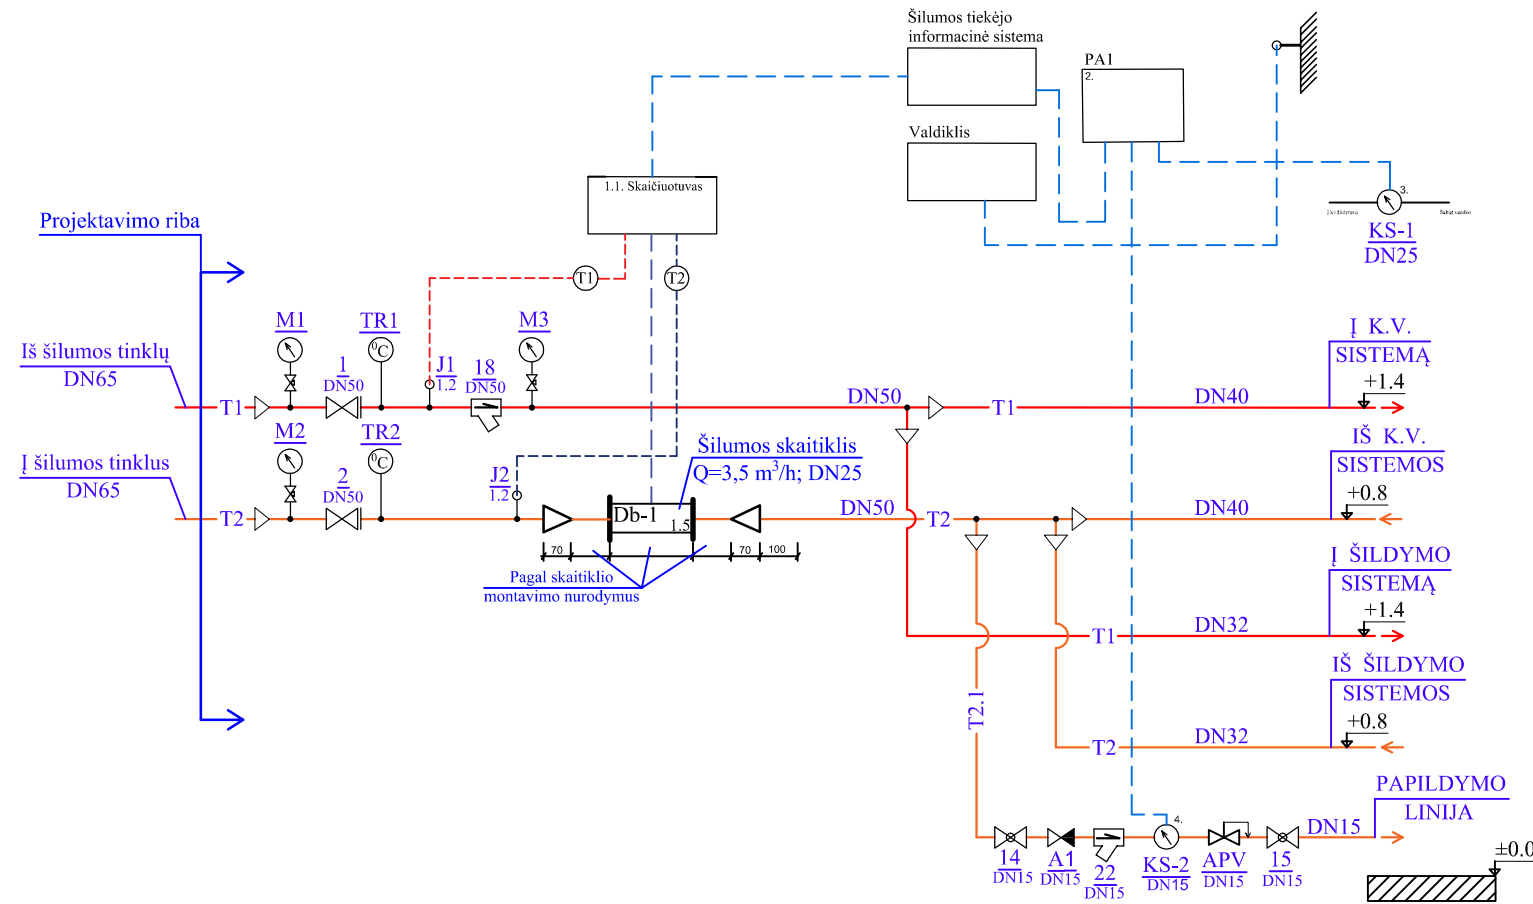 Šilumos tiekėjo
informacinė sistema
PA1
2.
Valdiklis
1.1. Skaičiuotuvas
3.
KS-1
DN25
Projektavimo riba
T1
T2
M1
TR1
⁰C
1
DN50
J1
1.2
18
DN50
M3
Iš šilumos tinklų
DN65
T1
DN50
T1
DN40
Į K.V.
SISTEMĄ
+1.4
M2
TR2
⁰C
2
DN50
J2
1.2
Šilumos skaitiklis
Q=3,5 m³/h; DN25
Į šilumos tinklus
DN65
T2
Db-1
1.5
DN50
T2
DN40
IŠ K.V.
SISTEMOS
+0.8
70
70
100
Pagal skaitiklio
montavimo nurodymus
Į ŠILDYMO
SISTEMĄ
+1.4
T1
DN32
IŠ ŠILDYMO
SISTEMOS
+0.8
T2.1
T2
DN32
PAPILDYMO
LINIJA
4.
DN15
14
DN15
A1
DN15
22
DN15
KS-2
DN15
APV
DN15
15
DN15
±0.0